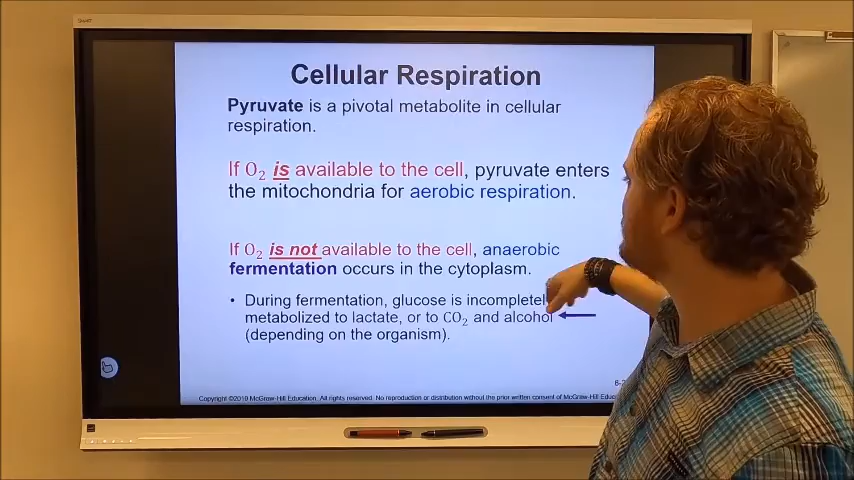 SMART
Cellular Respiration
Pyruvate is a pivotal metabolite in cellular
respiration.
If O₂ is available to the cell, pyruvate enters
the mitochondria for aerobic respiration.
If O₂ is not available to the cell, anaerobic
fermentation occurs in the cytoplasm.
• During fermentation, glucose is incompletel
metabolized to lactate, or to CO₂ and alcohol
(depending on the organism).
Copyright ©2019 McGraw-Hill Education. All rights reserved. No reproduction or distribution without the prior written consent of McGraw-Hill